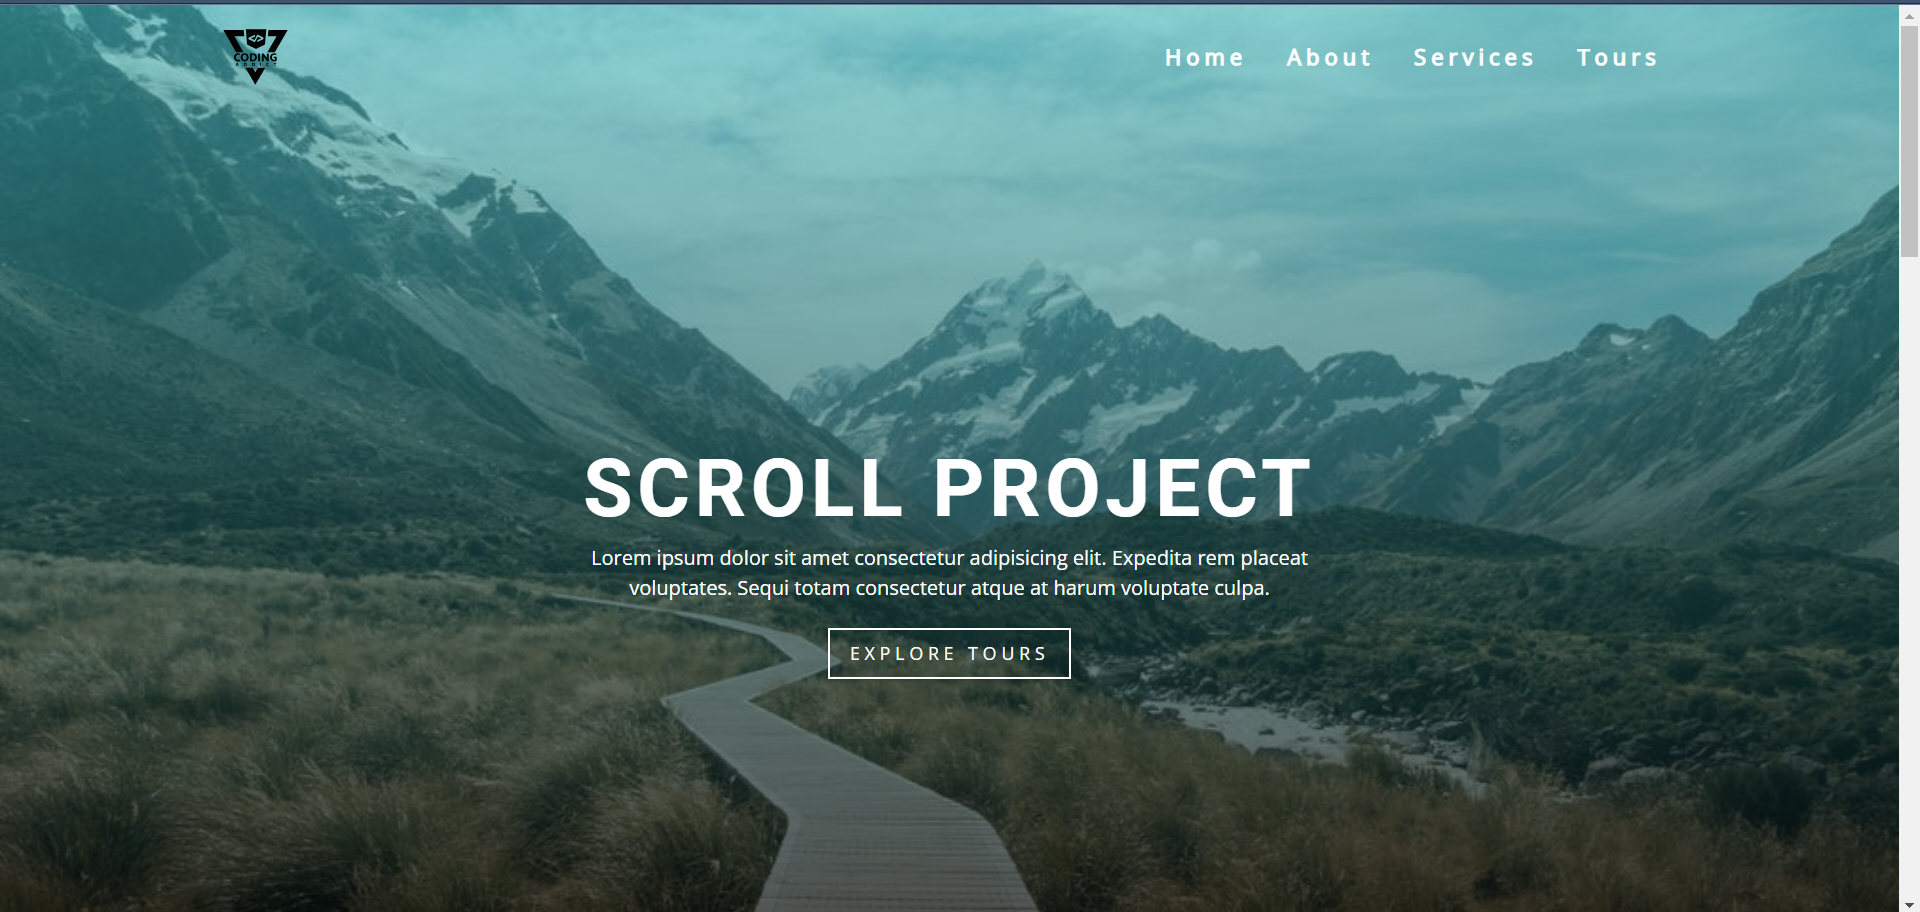 CODING
ADDICT
Home About Services Tours
SCROLL PROJECT
Lorem ipsum dolor sit amet consectetur adipisicing elit. Expedita rem placeat
voluptates. Sequi totam consectetur atque at harum voluptate culpa.
EXPLORE TOURS